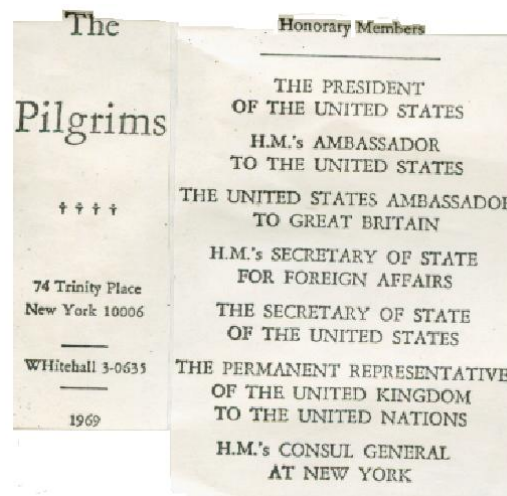 The
Pilgrims
† † † †
74 Trinity Place
New York 10006
WHitehall 3-0635
1969
Honorary Members
THE PRESIDENT
OF THE UNITED STATES
H.M.'s AMBASSADOR
TO THE UNITED STATES
THE UNITED STATES AMBASSADOR
TO GREAT BRITAIN
H.M.'s SECRETARY OF STATE
FOR FOREIGN AFFAIRS
THE SECRETARY OF STATE
OF THE UNITED STATES
THE PERMANENT REPRESENTATIVE
OF THE UNITED KINGDOM
TO THE UNITED NATIONS
H.M.'s CONSUL GENERAL
AT NEW YORK